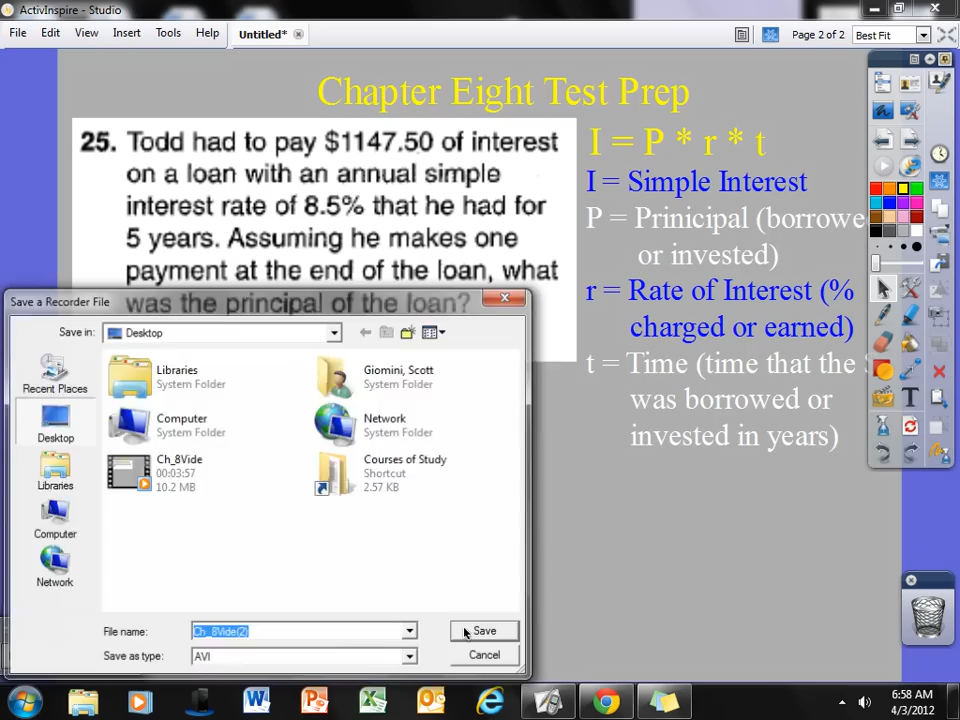 ActivInspire - Studio
File Edit View Insert Tools Help Untitled* Page 2 of 2 Best Fit
Chapter Eight Test Prep
25. Todd had to pay $1147.50 of interest
on a loan with an annual simple
interest rate of 8.5% that he had for
5 years. Assuming he makes one
payment at the end of the loan, what
was the principal of the loan?
I = P * r * t
I = Simple Interest
P = Prinicipal (borrowe
or invested)
r = Rate of Interest (%
charged or earned)
t = Time (time that the
was borrowed or
invested in years)
Save a Recorder File
Save in: Desktop
Recent Places
Desktop
Libraries
Computer
Network
Libraries
System Folder
Giomini, Scott
System Folder
Computer
System Folder
Network
System Folder
Ch_8Vide
00:03:57
10.2 MB
Courses of Study
Shortcut
2.57 KB
File name: Ch_8Vide(2) Save
Save as type: AVI Cancel
6:58 AM
4/3/2012